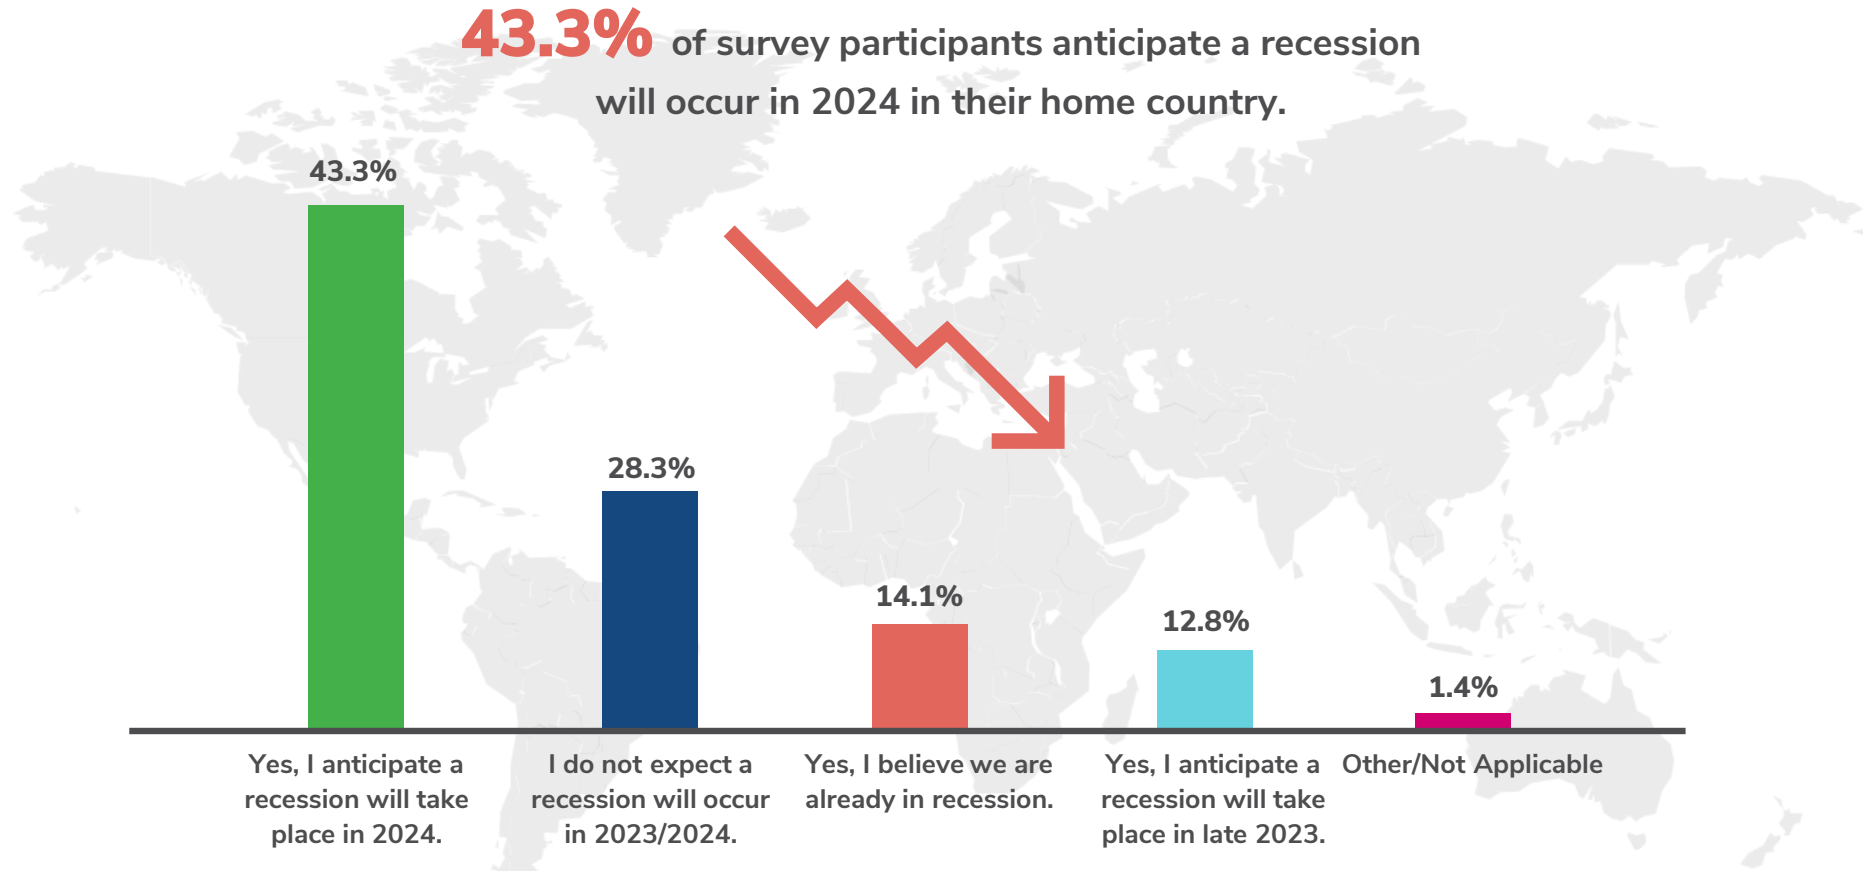 43.3% of survey participants anticipate a recession
will occur in 2024 in their home country.
43.3%
28.3%
14.1%
12.8%
1.4%
Yes, I anticipate a
recession will take
place in 2024.
I do not expect a
recession will occur
in 2023/2024.
Yes, I believe we are
already in recession.
Yes, I anticipate a
recession will take
place in late 2023.
Other/Not Applicable